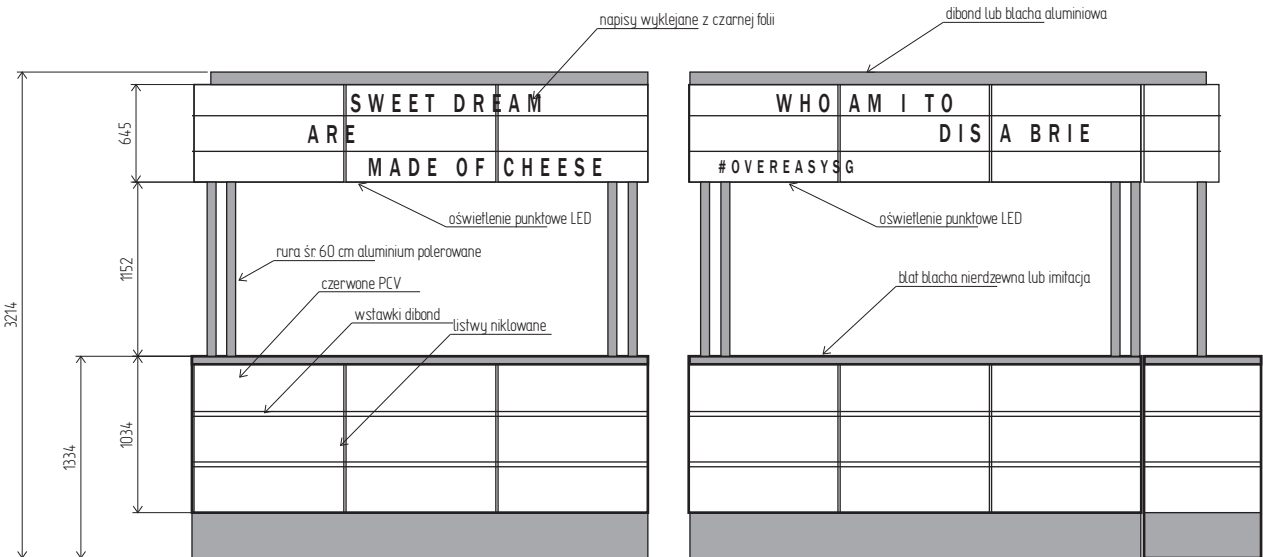 napisy wyklejane z czarnej folii
dibond lub blacha aluminiowa
SWEET DREAM
ARE
MADE OF CHEESE
WHO AM I TO
DIS A BRIE
#OVEREASYSG
oświetlenie punktowe LED
oświetlenie punktowe LED
rura śr 60 cm aluminium polerowane
czerwone PCV
wstawki dibond
listwy niklowane
blat blacha nierdzewna lub imitacja
645
1152
3214
1034
1334